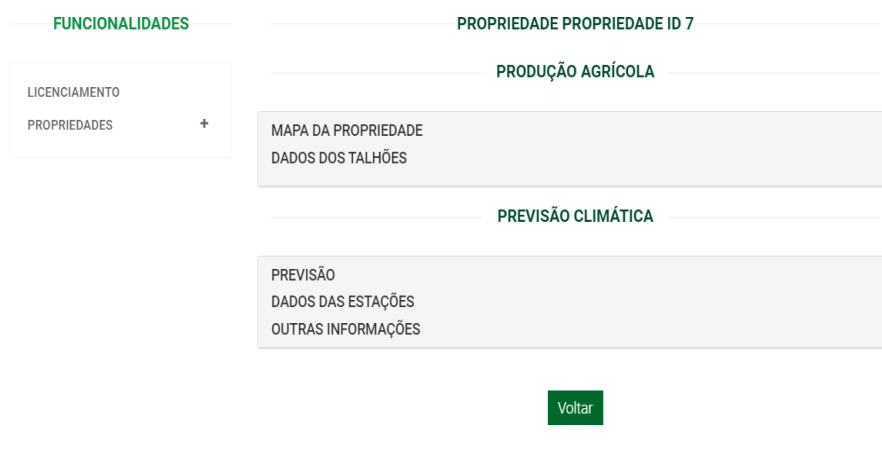 FUNCIONALIDADES
LICENCIAMENTO
PROPRIEDADES +
PROPRIEDADE PROPRIEDADE ID 7
PRODUÇÃO AGRÍCOLA
MAPA DA PROPRIEDADE
DADOS DOS TALHÕES
PREVISÃO CLIMÁTICA
PREVISÃO
DADOS DAS ESTAÇÕES
OUTRAS INFORMAÇÕES
Voltar